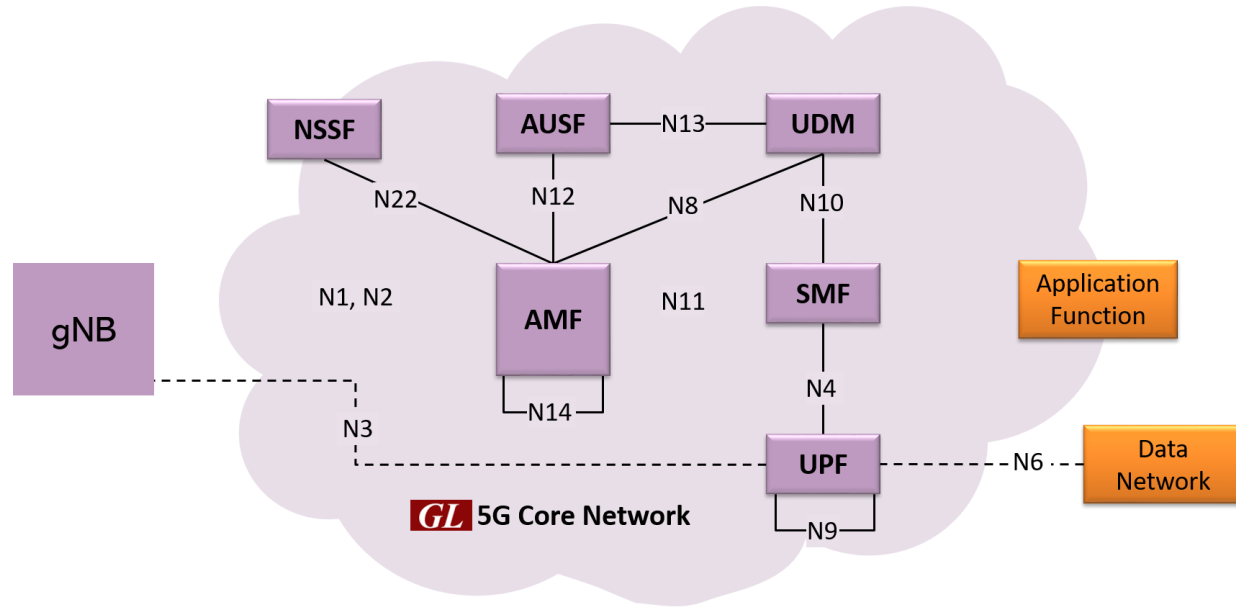 NSSF
AUSF
N13
UDM
N22
N12
N8
N10
gNB
N1, N2
AMF
N11
SMF
Application
Function
N14
N4
N3
UPF
N6
Data
Network
GL 5G Core Network
N9